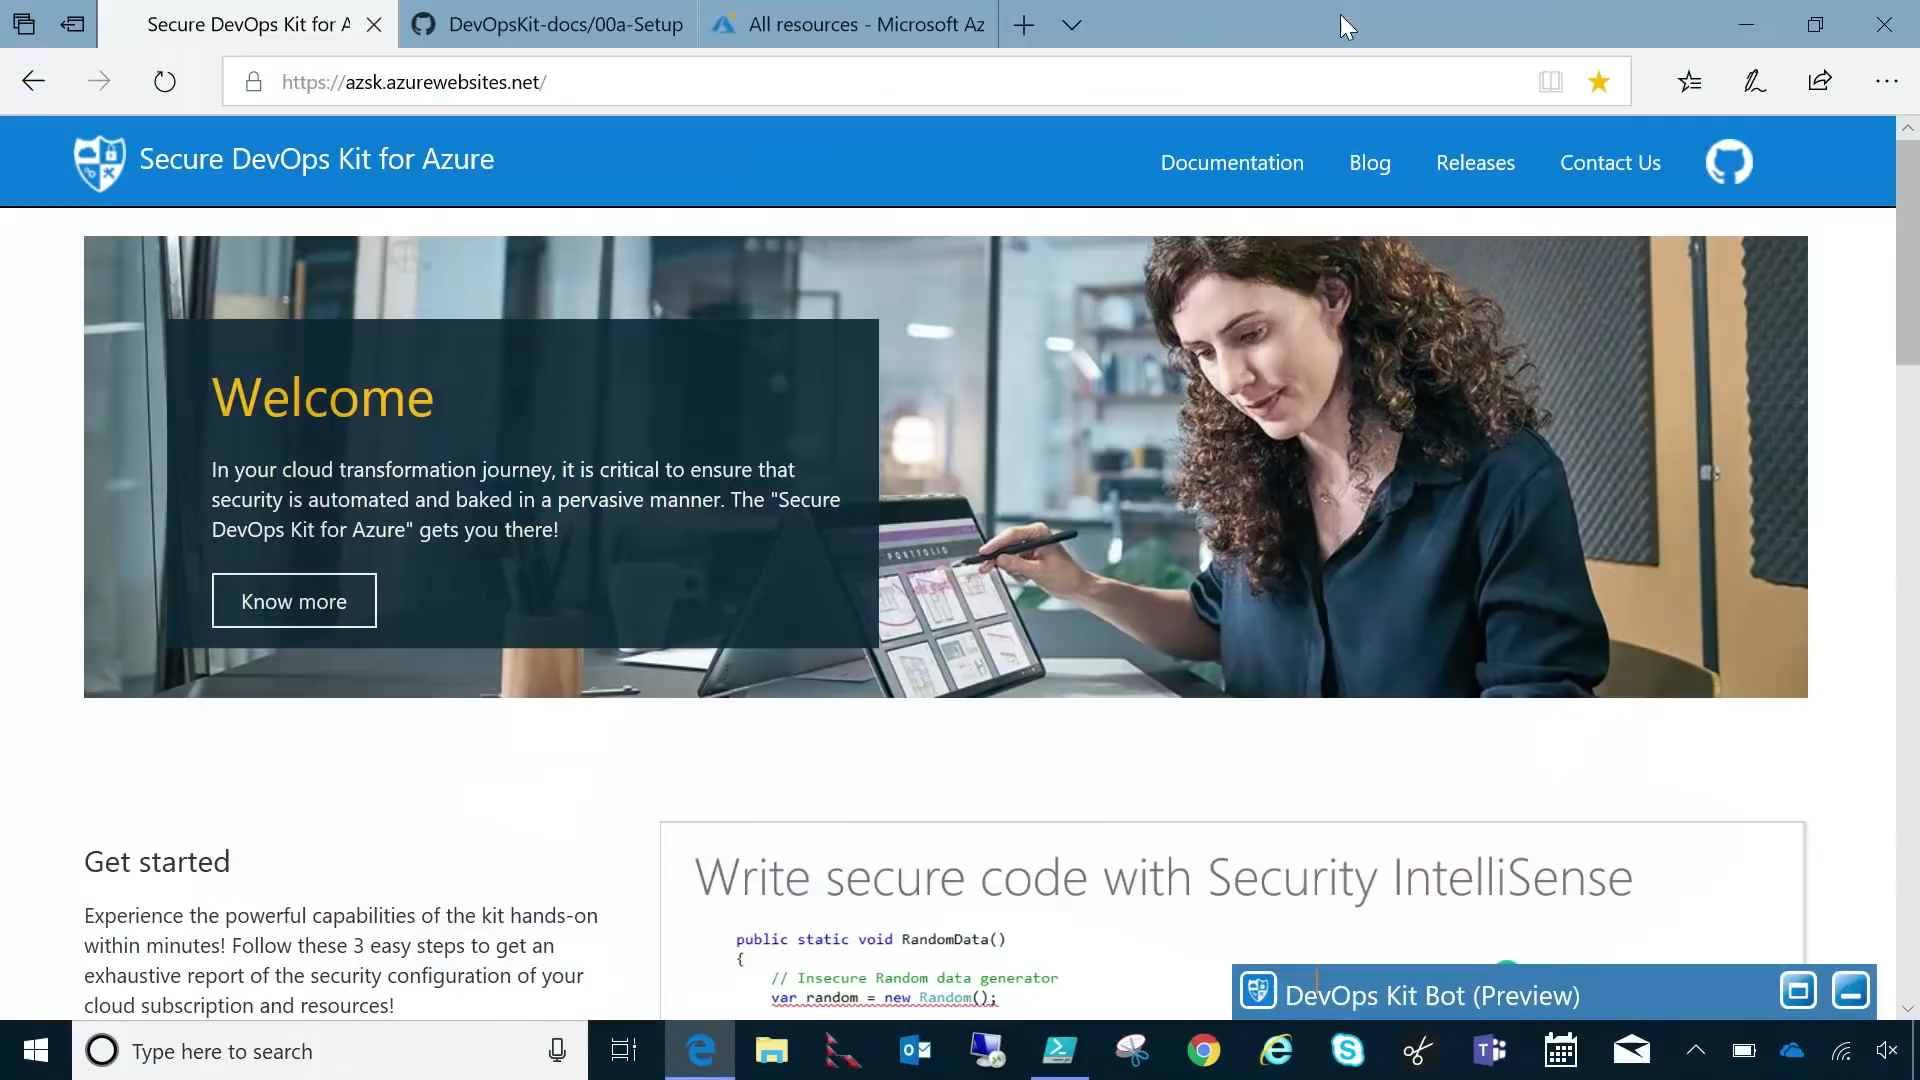 Secure DevOps Kit for A
DevOpsKit-docs/00a-Setup
All resources - Microsoft Az
https://azsk.azurewebsites.net/
Secure DevOps Kit for Azure
Documentation
Blog
Releases
Contact Us
Welcome
In your cloud transformation journey, it is critical to ensure that
security is automated and baked in a pervasive manner. The "Secure
DevOps Kit for Azure" gets you there!
Know more
PORTFOLIO
Get started
Experience the powerful capabilities of the kit hands-on
within minutes! Follow these 3 easy steps to get an
exhaustive report of the security configuration of your
cloud subscription and resources!
Write secure code with Security IntelliSense
public static void RandomData()
{
// Insecure Random data generator
var random = new Random();
DevOps Kit Bot (Preview)
Type here to search